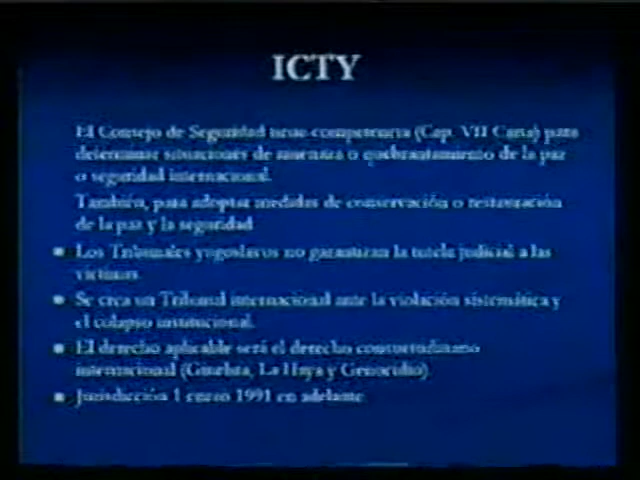 ICTY
El Consejo de Seguridad tiene competencia (Cap. VII Carta) para
determinar situaciones de amenaza o quebrantamiento de la paz
o seguridad internacional.
También, para adoptar medidas de conservación o restauración
de la paz y la seguridad
Los Tribunales yugoslavos no garantizan la tutela judicial a las
víctimas
Se crea un Tribunal internacional ante la violación sistemática y
el colapso institucional.
El derecho aplicable será el derecho consuetudinario
internacional (Ginebra, La Haya y Genocidio)
Jurisdicción 1 enero 1991 en adelante